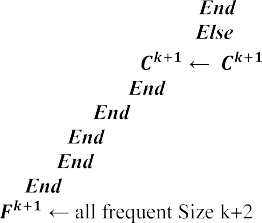 End
Else
C^{k+1} ← C^{k+1}
End
End
End
End
End
F^{k+1} ← all frequent Size k+2